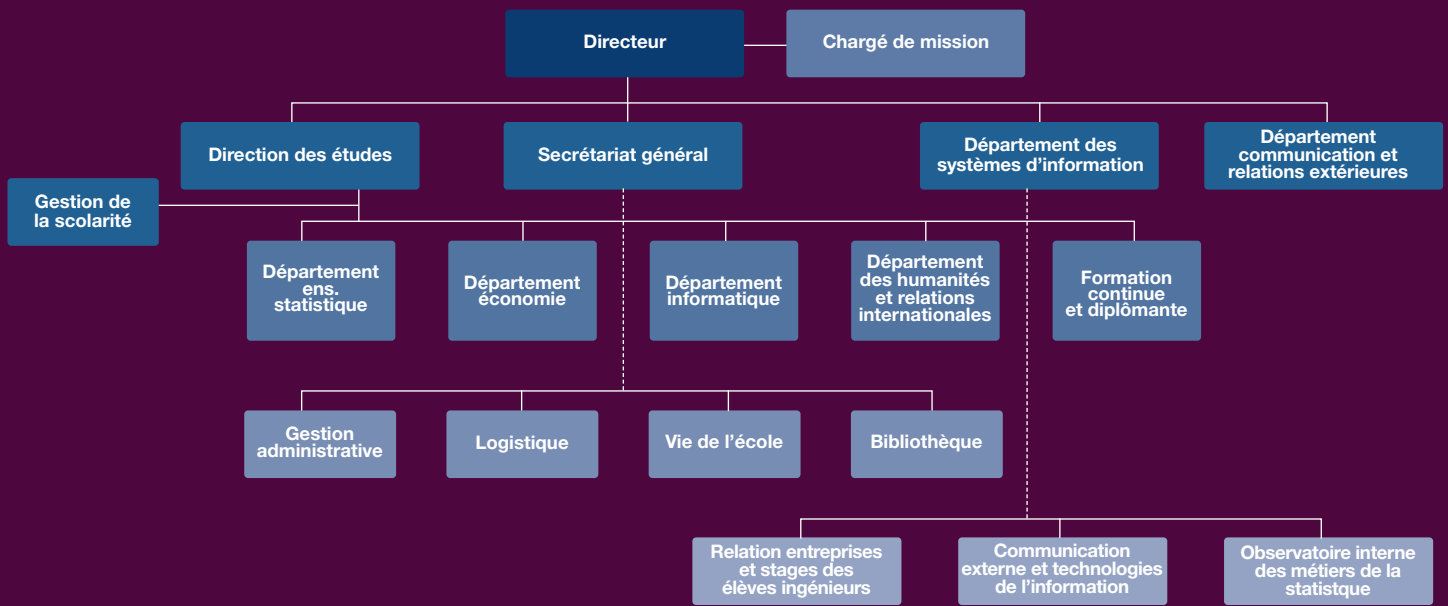 Directeur
Chargé de mission
Direction des études
Secrétariat général
Département des
systèmes d'information
Département
communication et
relations extérieures
Gestion de
la scolarité
Département
ens.
statistique
Département
économie
Département
informatique
Département
des humanités
et relations
internationales
Formation
continue
et diplômante
Gestion
administrative
Logistique
Vie de l'école
Bibliothèque
Relation entreprises
et stages des
élèves ingénieurs
Communication
externe et technologies
de l'information
Observatoire interne
des métiers de la
statistque